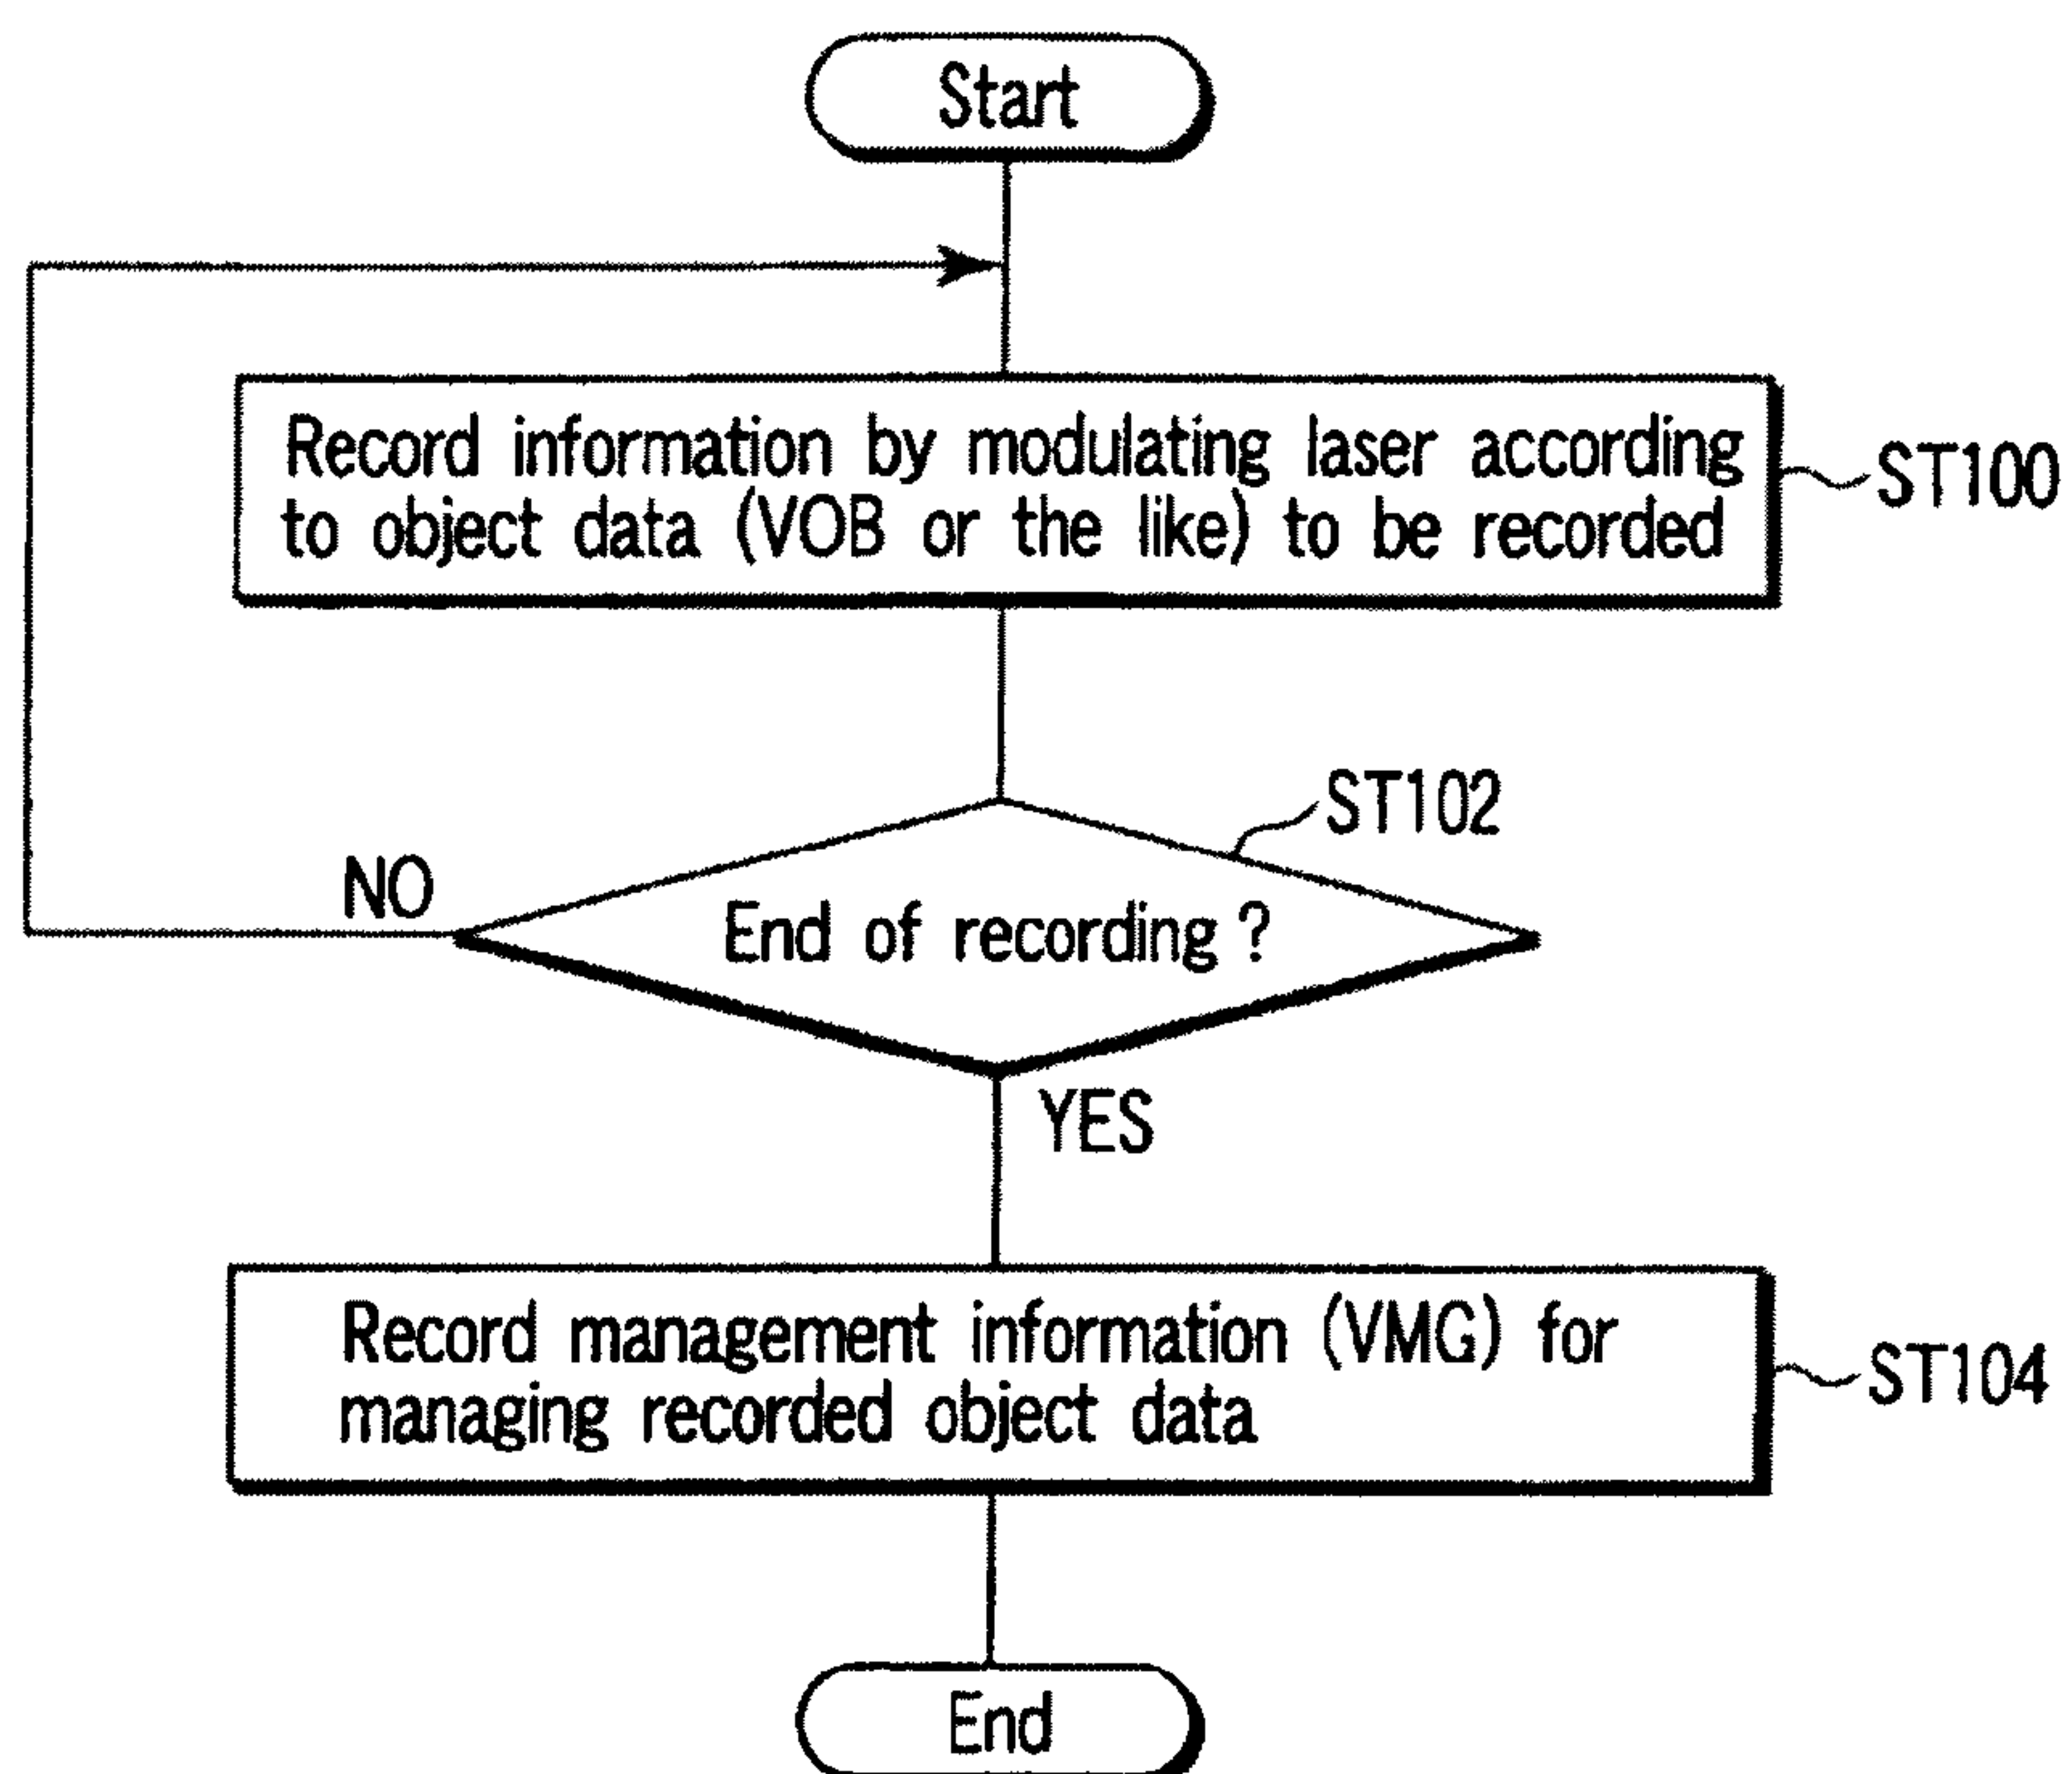 Start
Record information by modulating laser according
to object data (VOB or the like) to be recorded
ST100
ST102
NO
End of recording ?
YES
Record management information (VMG) for
managing recorded object data
ST104
End